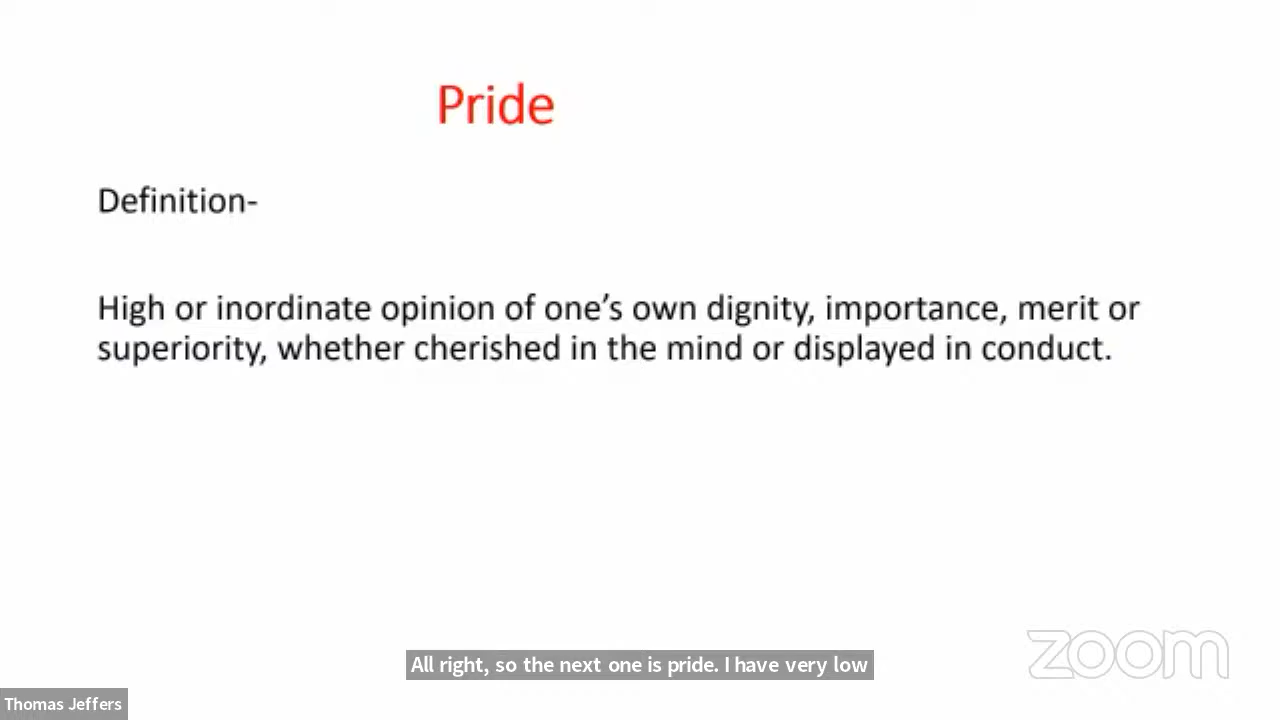 Pride
Definition-
High or inordinate opinion of one's own dignity, importance, merit or
superiority, whether cherished in the mind or displayed in conduct.
All right, so the next one is pride. I have very low
zoom
Thomas Jeffers